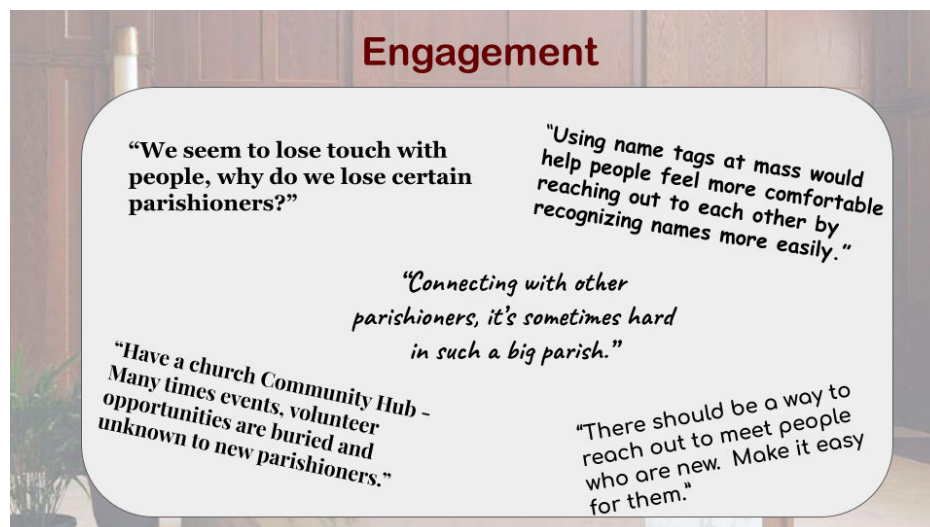 Engagement
“We seem to lose touch with
people, why do we lose certain
parishioners?”
“Using name tags at mass would
help people feel more comfortable
reaching out to each other by
recognizing names more easily.”
“Connecting with other
parishioners, it’s sometimes hard
in such a big parish.”
“Have a church Community Hub -
Many times events, volunteer
opportunities are buried and
unknown to new parishioners.”
“There should be a way to
reach out to meet people
who are new. Make it easy
for them.”